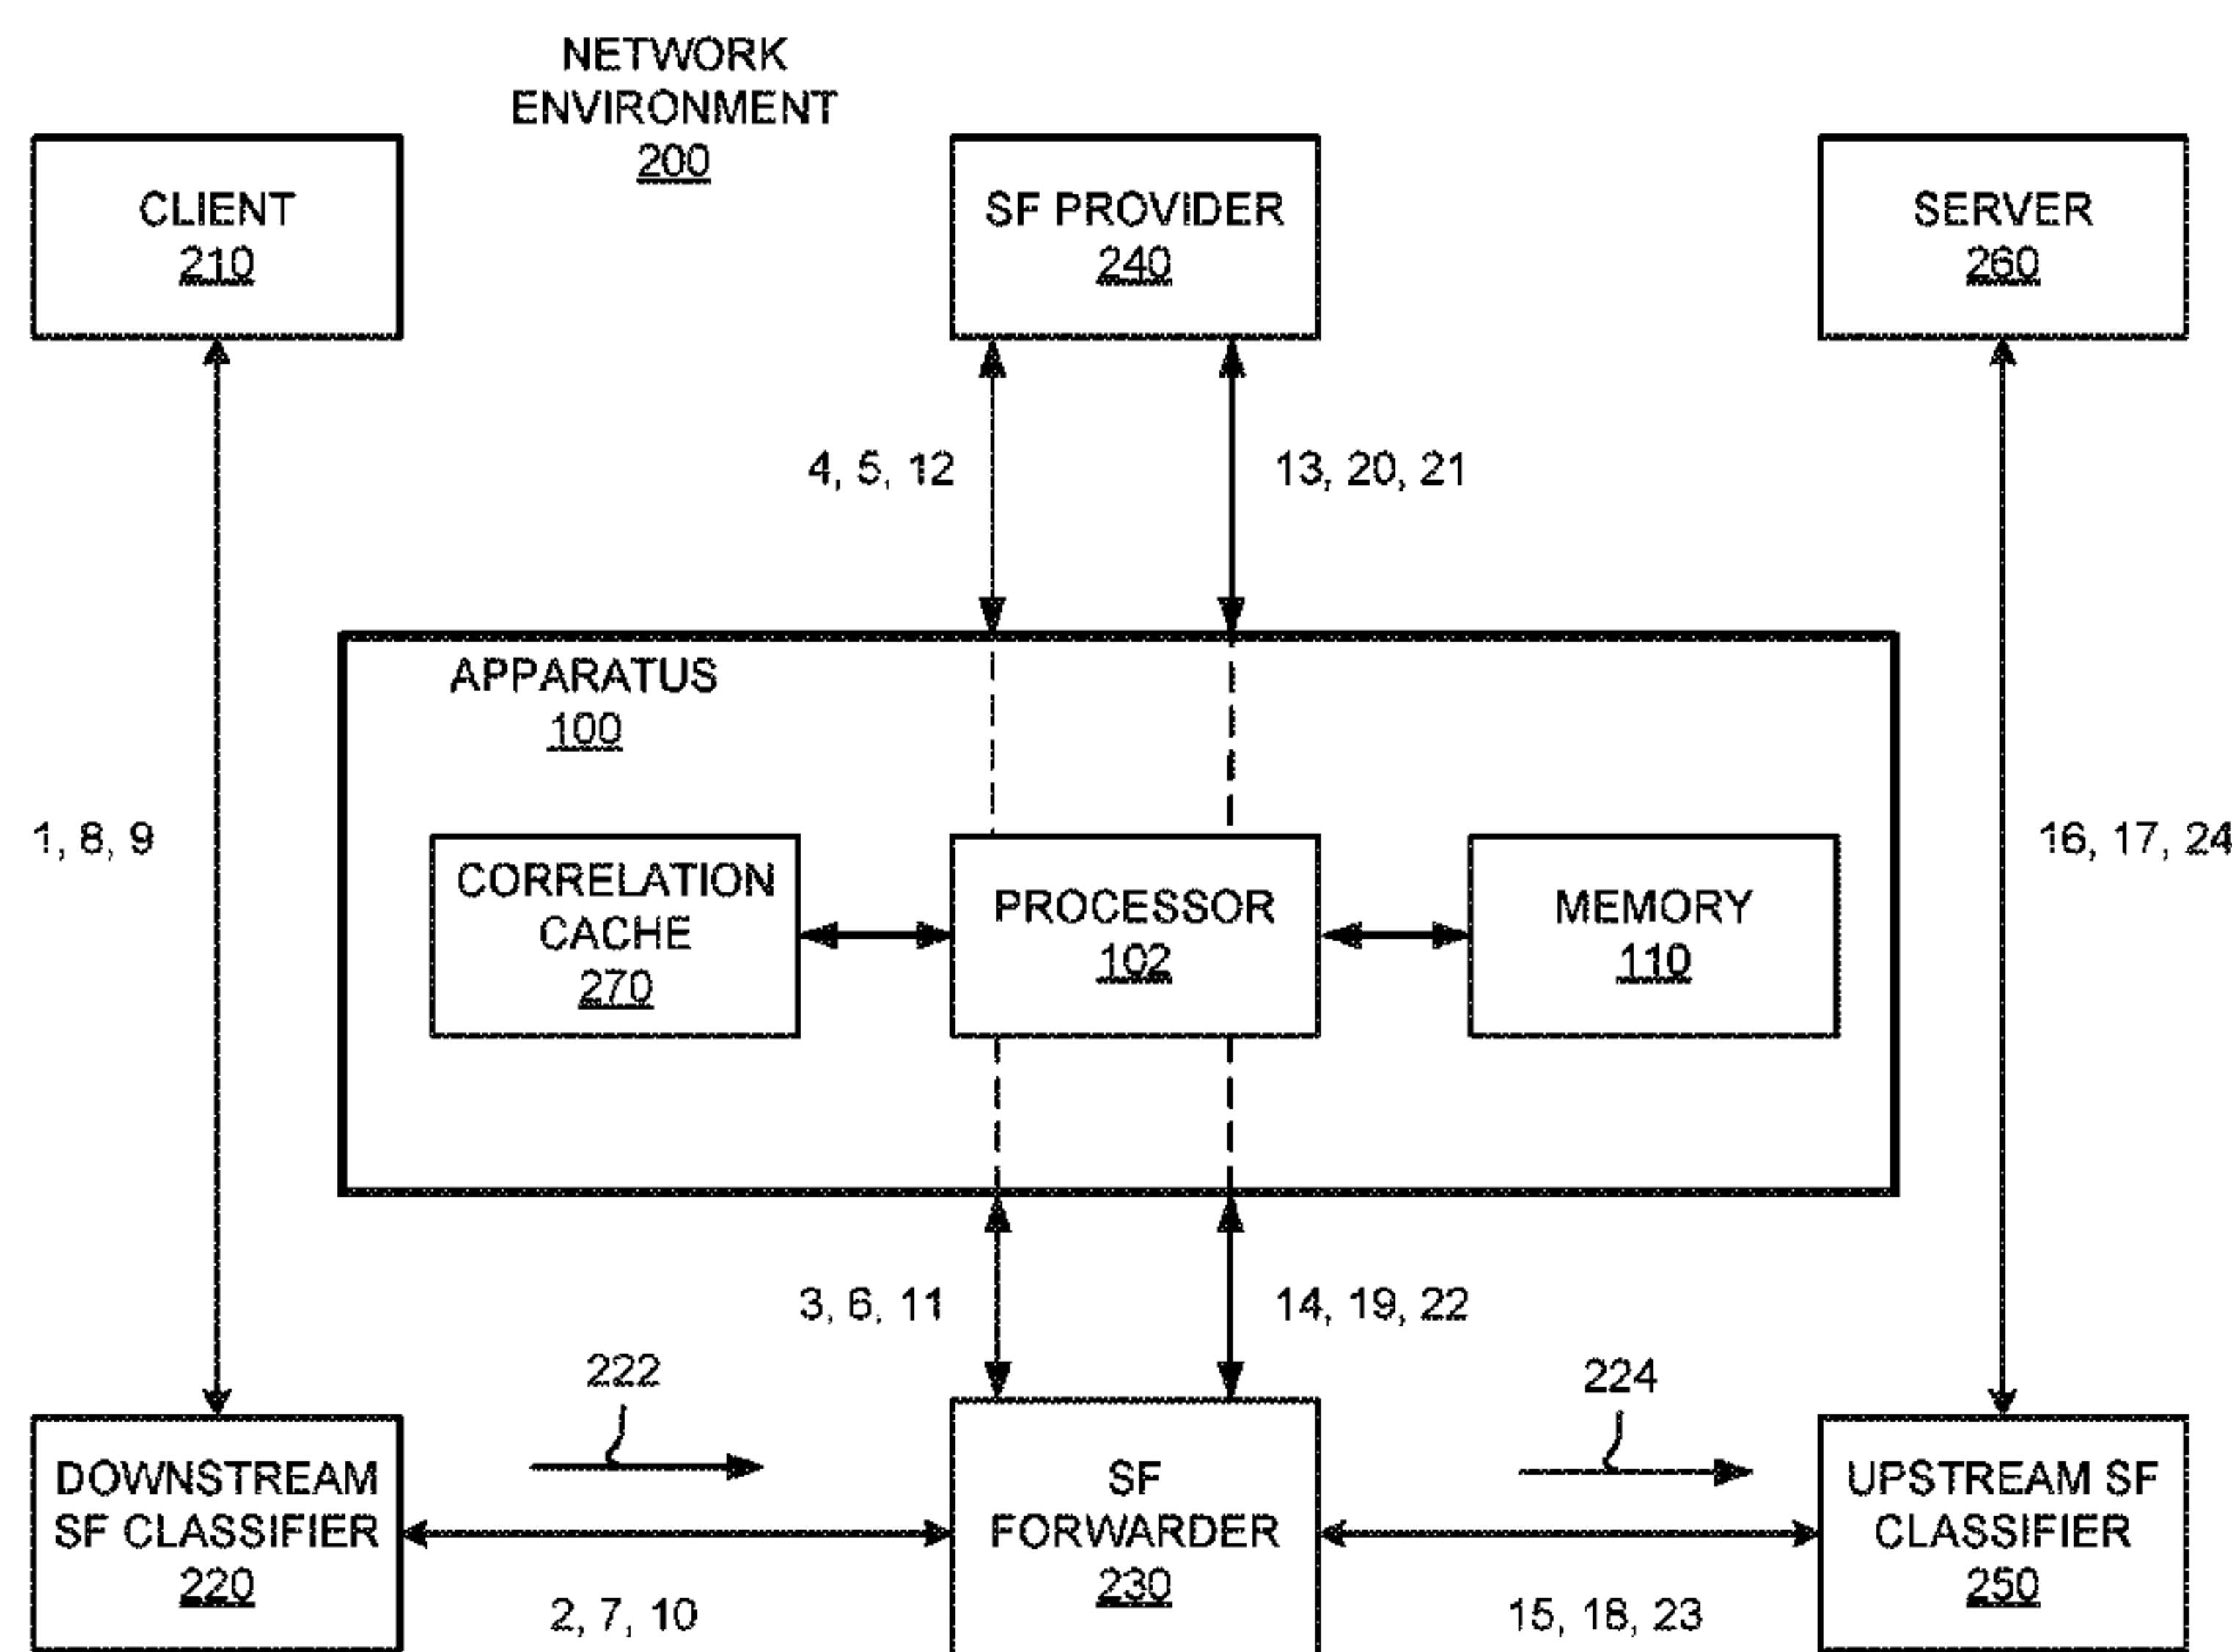 NETWORK
ENVIRONMENT
200
CLIENT
210
SF PROVIDER
240
SERVER
260
4, 5, 12
13, 20, 21
APPARATUS
100
1, 8, 9
16, 17, 24
CORRELATION
CACHE
270
PROCESSOR
102
MEMORY
110
3, 6, 11
14, 19, 22
222
224
DOWNSTREAM
SF CLASSIFIER
220
SF
FORWARDER
230
UPSTREAM SF
CLASSIFIER
250
2, 7, 10
15, 18, 23